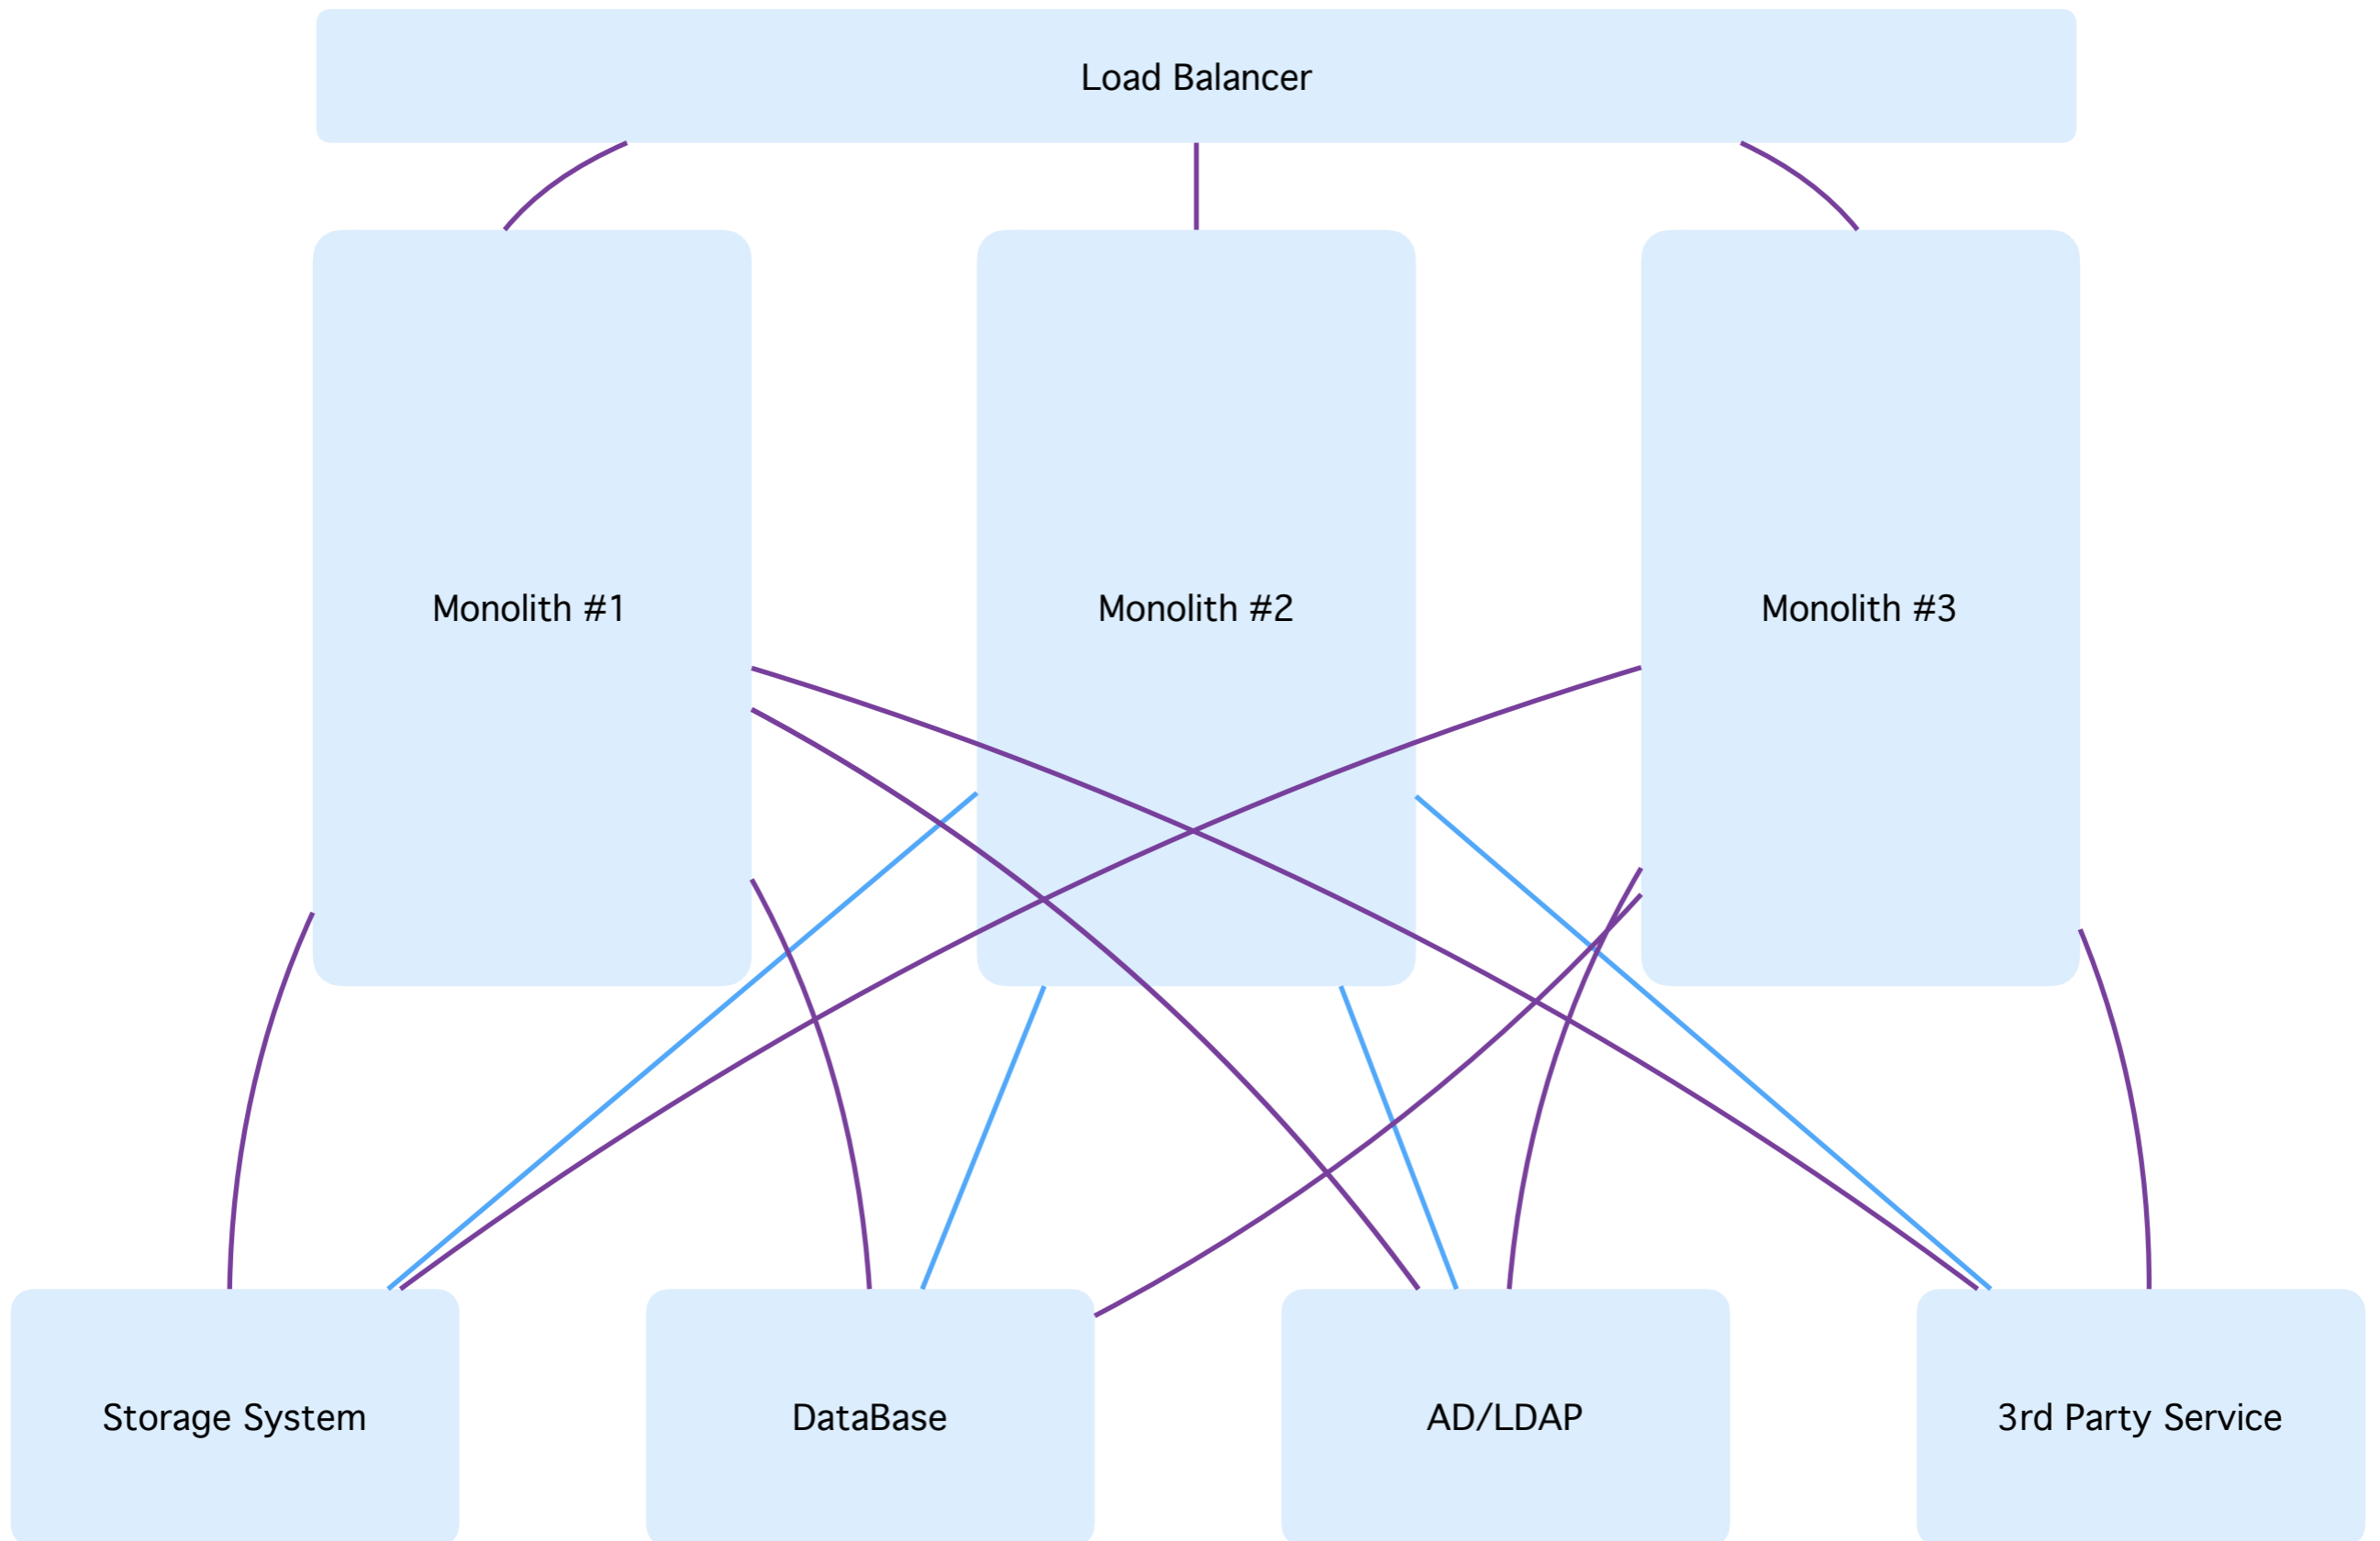 Load Balancer
Monolith #1
Monolith #2
Monolith #3
Storage System
DataBase
AD/LDAP
3rd Party Service